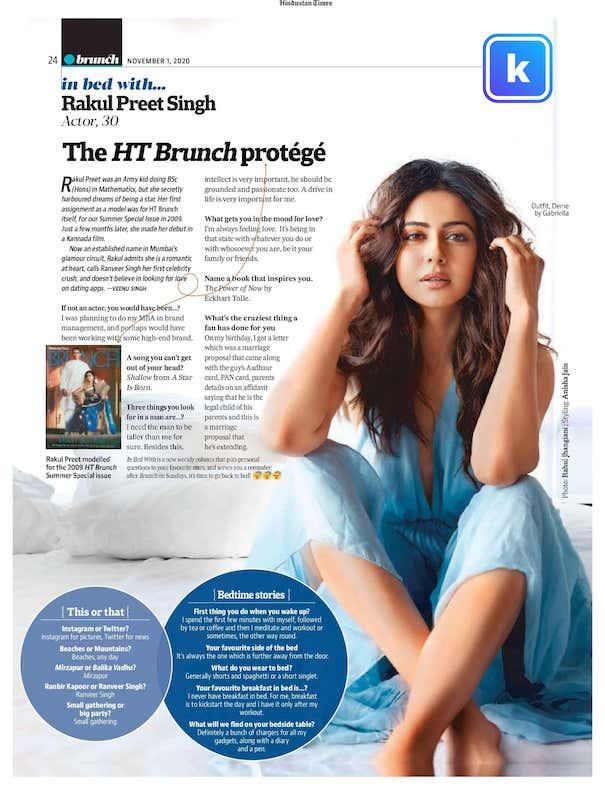 Hindustan Times
24
brunch
NOVEMBER 1, 2020
k
in bed with...
Rakul Preet Singh
Actor, 30
The HT Brunch protégé
Rakul Preet was an Army kid doing BSc
(Hons) in Mathematics, but she secretly
harboured dreams of being a star. Her first
assignment as a model was for HT Brunch
itself, for our Summer Special Issue in 2009.
Just a few months later, she made her debut in
a Kannada film.
Now an established name in Mumbai's
glamour circuit, Rakul admits she is a romantic
at heart, calls Ranveer Singh her first celebrity
crush, and doesn't believe in looking for love
on dating apps. —VEENU SINGH
If not an actor, you would have been...?
I was planning to do my MBA in brand
management, and perhaps would have
been working with some high-end brand.
BRUNCH
Rakul Preet modelled
for the 2009 HT Brunch
Summer Special issue
A song you can't get
out of your head?
Shallow from A Star
Is Born.
Three things you look
for in a man are...?
I need the man to be
taller than me for
sure. Besides this,
intellect is very important, he should be
grounded and passionate too. A drive in
life is very important for me.
What gets you in the mood for love?
I'm always feeling love. It's being in
that state with whatever you do or
with whosoever you are, be it your
family or friends.
Name a book that inspires you.
The Power of Now by
Eckhart Tolle.
What's the craziest thing a
fan has done for you
On my birthday, I got a letter
which was a marriage
proposal that came along
with the guy's Aadhaar
card, PAN card, parents
details on an affidavit
saying that he is the
legal child of his
parents and this is
a marriage
proposal that
he's extending.
In Bed With is a new weekly column that pairs personal
questions to your favourite stars, and serves you a reminder:
after Brunch on Sundays, it's time to go back to bed!
Outfit, Deme
by Gabriella
Photo: Rahul Jhangiani; Styling: Anisha Jain
This or that
Instagram or Twitter?
Instagram for pictures, Twitter for news
Beaches or Mountains?
Beaches, any day
Mirzapur or Balika Vadhu?
Mirzapur
Ranbir Kapoor or Ranveer Singh?
Ranveer Singh
Small gathering or
big party?
Small gathering
Bedtime stories
First thing you do when you wake up?
I spend the first few minutes with myself, followed
by tea or coffee and then I meditate and workout or
sometimes, the other way round.
Your favourite side of the bed
It's always the one which is further away from the door.
What do you wear to bed?
Generally shorts and spaghetti or a short singlet.
Your favourite breakfast in bed is...?
I never have breakfast in bed. For me, breakfast
is to kickstart the day and I have it only after my
workout.
What will we find on your bedside table?
Definitely a bunch of chargers for all my
gadgets, along with a diary
and a pen.